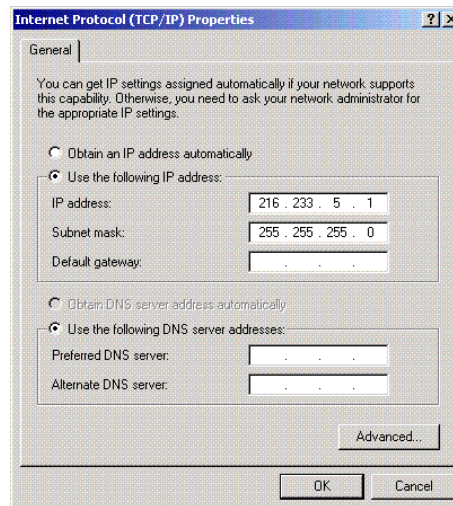 Internet Protocol (TCP/IP) Properties
General
You can get IP settings assigned automatically if your network supports
this capability. Otherwise, you need to ask your network administrator for
the appropriate IP settings.
Obtain an IP address automatically
Use the following IP address:
IP address: 216 . 233 . 5 . 1
Subnet mask: 255 . 255 . 255 . 0
Default gateway: . . .
Obtain DNS server address automatically
Use the following DNS server addresses:
Preferred DNS server: . . .
Alternate DNS server: . . .
Advanced...
OK Cancel